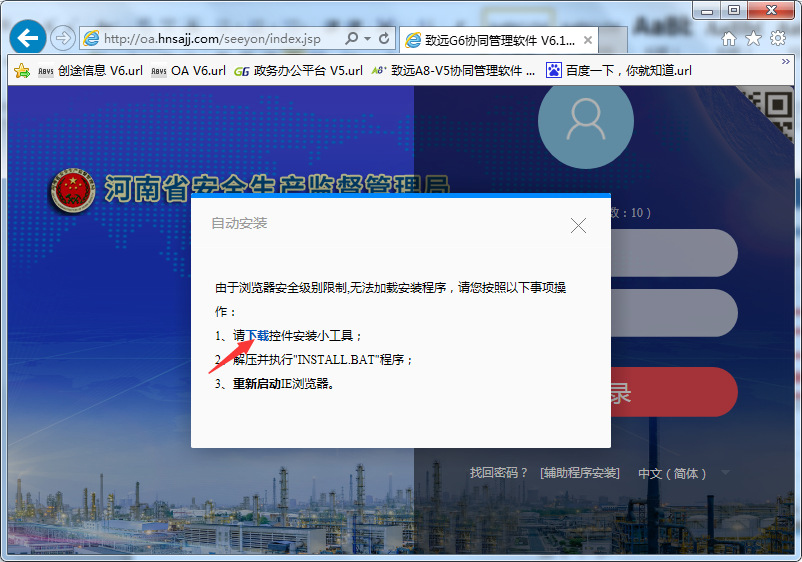 http://oa.hnsajj.com/seeyon/index.jsp
致远G6协同管理软件 V6.1...
创途信息 V6.url
OA V6.url
政务办公平台 V5.url
致远A8-V5协同管理软件 ...
百度一下，你就知道.url
河南省安全生产监督管理局
数：10 ）
自动安装
由于浏览器安全级别限制,无法加载安装程序，请您按照以下事项操
作：
1、请下载控件安装小工具；
2、解压并执行"INSTALL.BAT"程序；
3、重新启动IE浏览器。
录
找回密码？ [辅助程序安装] 中文（简体）